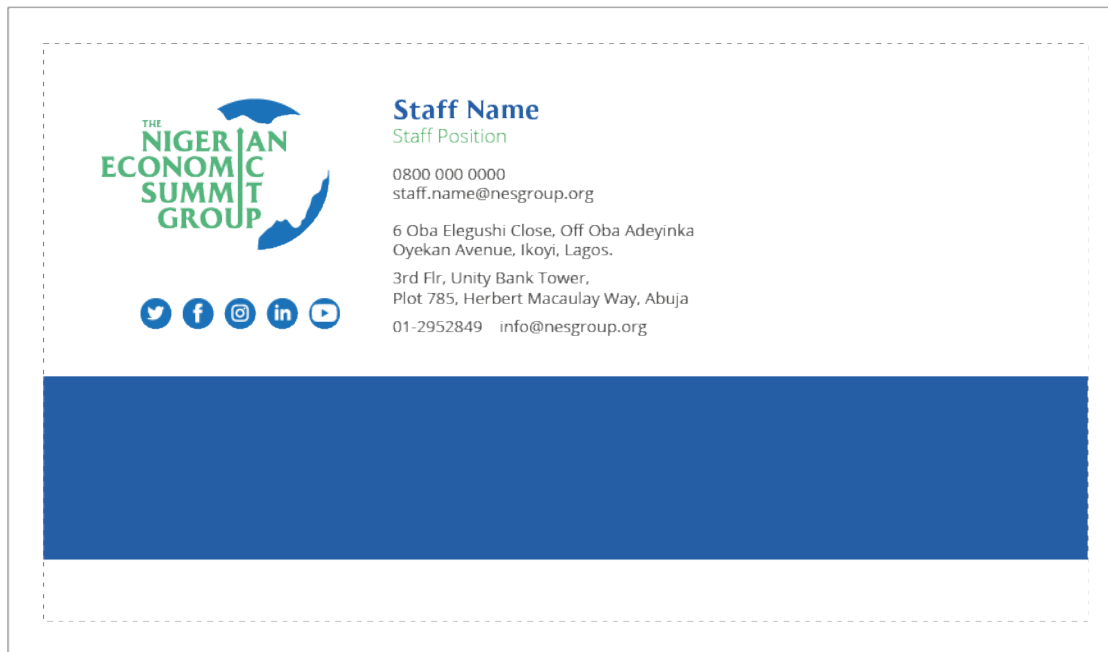 THE
NIGERIAN
ECONOMIC
SUMMIT
GROUP
Staff Name
Staff Position
0800 000 0000
staff.name@nesgroup.org
6 Oba Elegushi Close, Off Oba Adeyinka
Oyekan Avenue, Ikoyi, Lagos.
3rd Flr, Unity Bank Tower,
Plot 785, Herbert Macaulay Way, Abuja
01-2952849 info@nesgroup.org